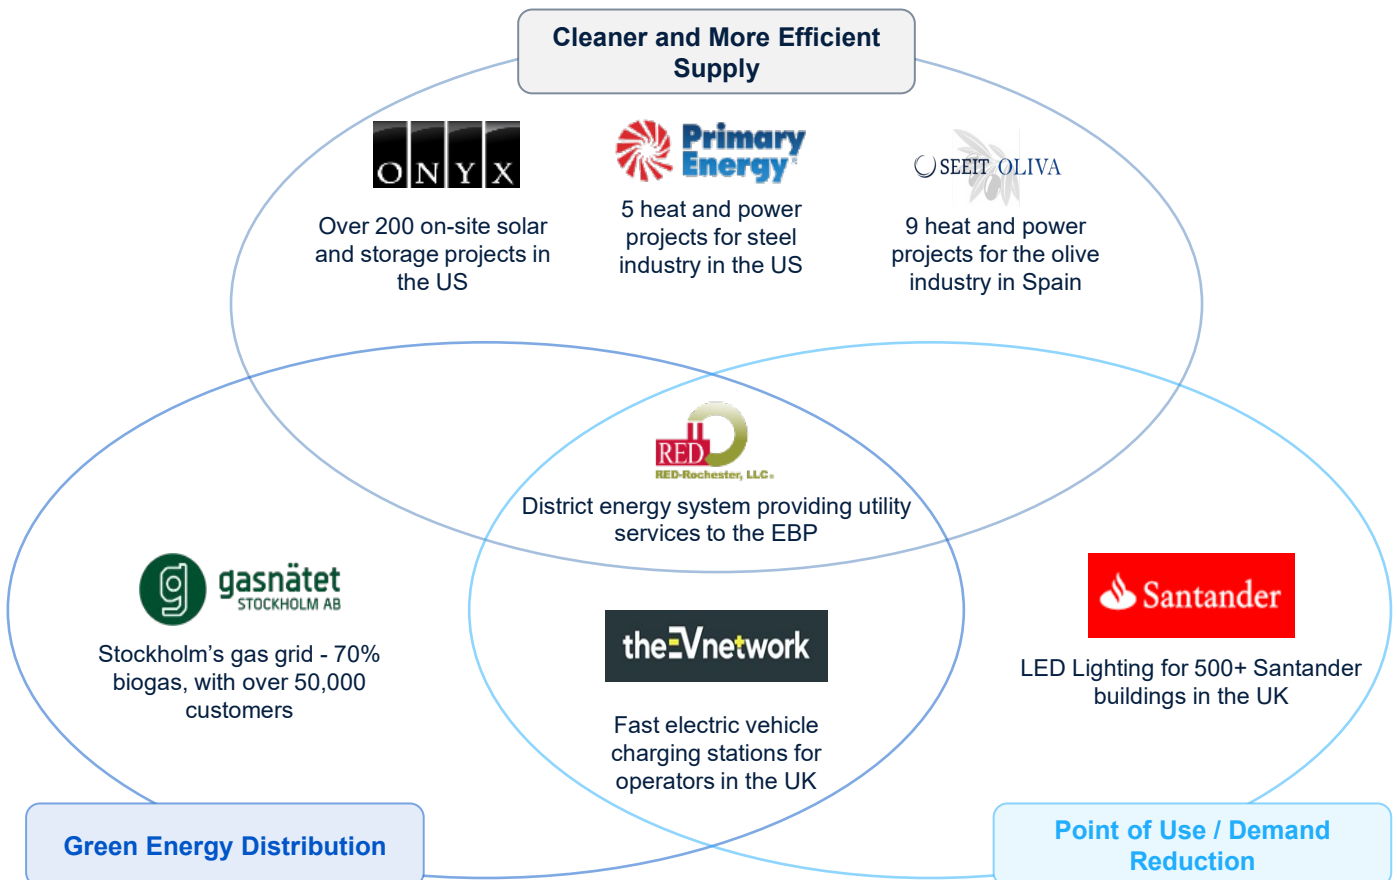 Cleaner and More Efficient
Supply
ONYX
Primary
Energy
SEEIT OLIVA
Over 200 on-site solar
and storage projects in
the US
5 heat and power
projects for steel
industry in the US
9 heat and power
projects for the olive
industry in Spain
RED
RED-Rochester, LLC.
District energy system providing utility
services to the EBP
g gasnätet
STOCKHOLM AB
Stockholm’s gas grid - 70%
biogas, with over 50,000
customers
theEVnetwork
Fast electric vehicle
charging stations for
operators in the UK
Santander
LED Lighting for 500+ Santander
buildings in the UK
Green Energy Distribution
Point of Use / Demand
Reduction